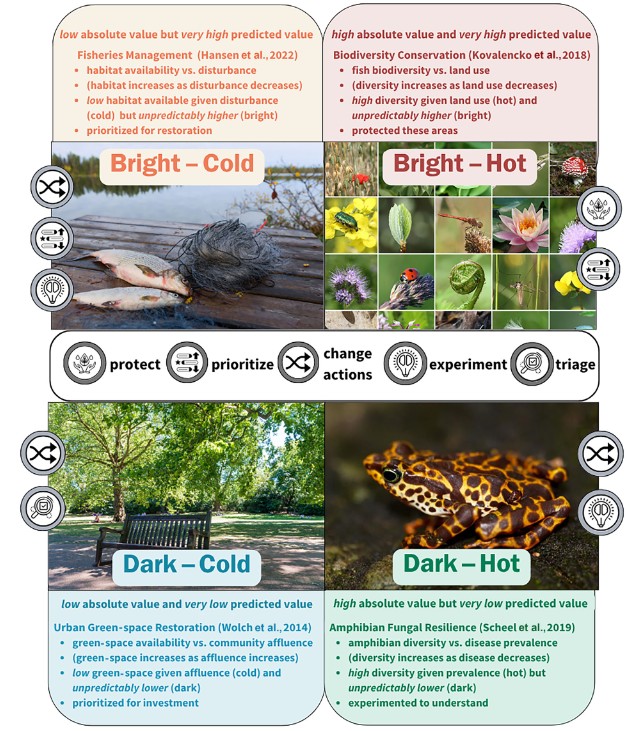 low absolute value but very high predicted value
Fisheries Management (Hansen et al., 2022)
• habitat availability vs. disturbance
• (habitat increases as disturbance decreases)
• low habitat available given disturbance
(cold) but unpredictably higher (bright)
• prioritized for restoration
high absolute value and very high predicted value
Biodiversity Conservation (Kovalencko et al., 2018)
• fish biodiversity vs. land use
• (diversity increases as land use decreases)
• high diversity given land use (hot) and
unpredictably higher (bright)
• protected these areas
Bright – Cold
Bright – Hot
protect
prioritize
change
actions
experiment
triage
Dark – Cold
Dark – Hot
low absolute value and very low predicted value
Urban Green-space Restoration (Wolch et al., 2014)
• green-space availability vs. community affluence
• (green-space increases as affluence increases)
• low green-space given affluence (cold) and
unpredictably lower (dark)
• prioritized for investment
high absolute value but very low predicted value
Amphibian Fungal Resilience (Scheel et al., 2019)
• amphibian diversity vs. disease prevalence
• (diversity increases as disease decreases)
• high diversity given prevalence (hot) but
unpredictably lower (dark)
• experimented to understand